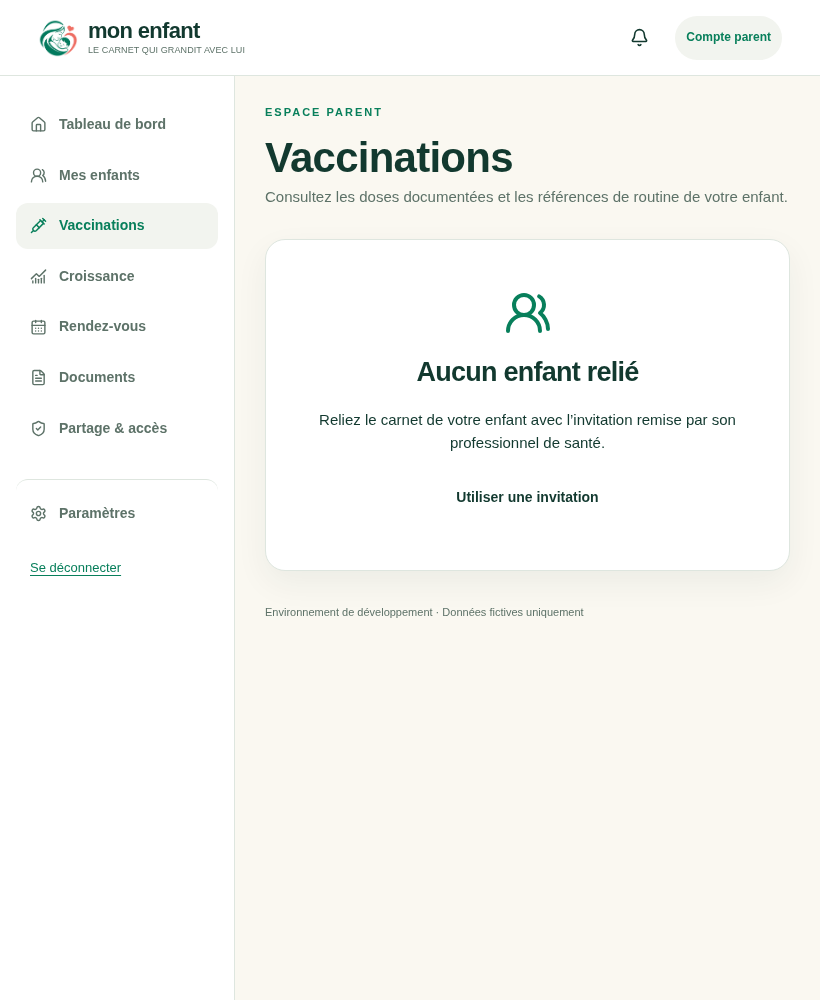 mon enfant
LE CARNET QUI GRANDIT AVEC LUI
Compte parent
Tableau de bord
Mes enfants
Vaccinations
Croissance
Rendez-vous
Documents
Partage & accès
Paramètres
Se déconnecter
ESPACE PARENT
Vaccinations
Consultez les doses documentées et les références de routine de votre enfant.
Aucun enfant relié
Reliez le carnet de votre enfant avec l’invitation remise par son
professionnel de santé.
Utiliser une invitation
Environnement de développement · Données fictives uniquement